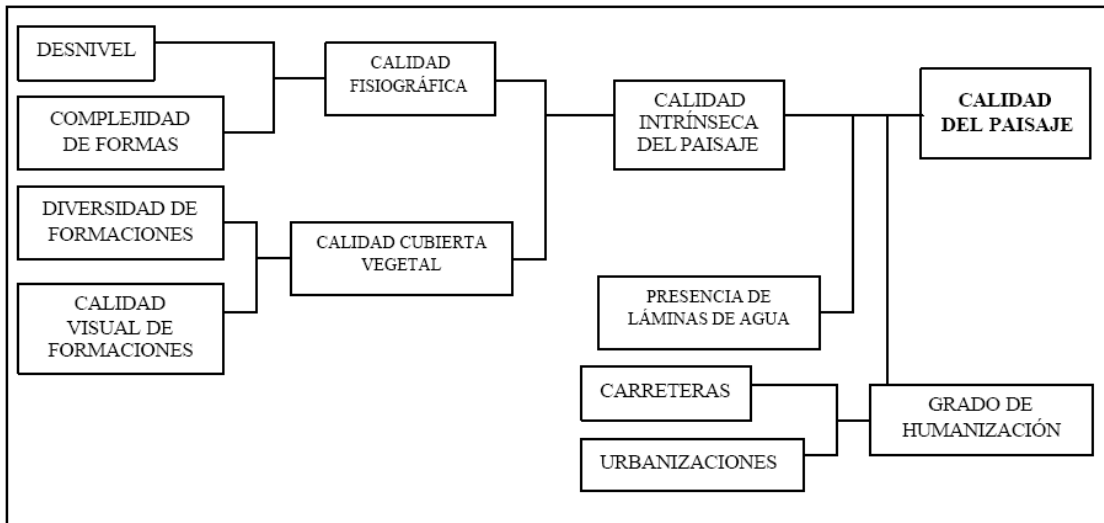 DESNIVEL
COMPLEJIDAD
DE FORMAS
DIVERSIDAD DE
FORMACIONES
CALIDAD
VISUAL DE
FORMACIONES
CALIDAD
FISIOGRÁFICA
CALIDAD CUBIERTA
VEGETAL
CALIDAD
INTRÍNSECA
DEL PAISAJE
PRESENCIA DE
LÁMINAS DE AGUA
CARRETERAS
URBANIZACIONES
GRADO DE
HUMANIZACIÓN
CALIDAD
DEL PAISAJE